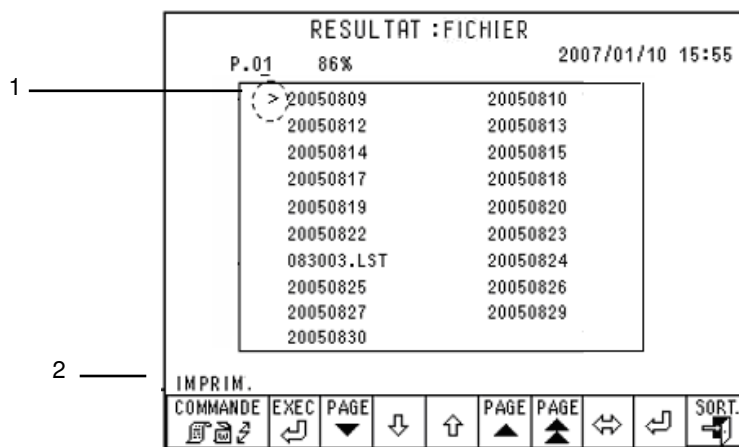 RESULTAT :FICHIER
P.01 86% 2007/01/10 15:55
1
> 20050809 20050810
20050812 20050813
20050814 20050815
20050817 20050818
20050819 20050820
20050822 20050823
083003.LST 20050824
20050825 20050826
20050827 20050829
20050830
2
IMPRIM.
COMMANDE EXEC PAGE PAGE PAGE SORT.